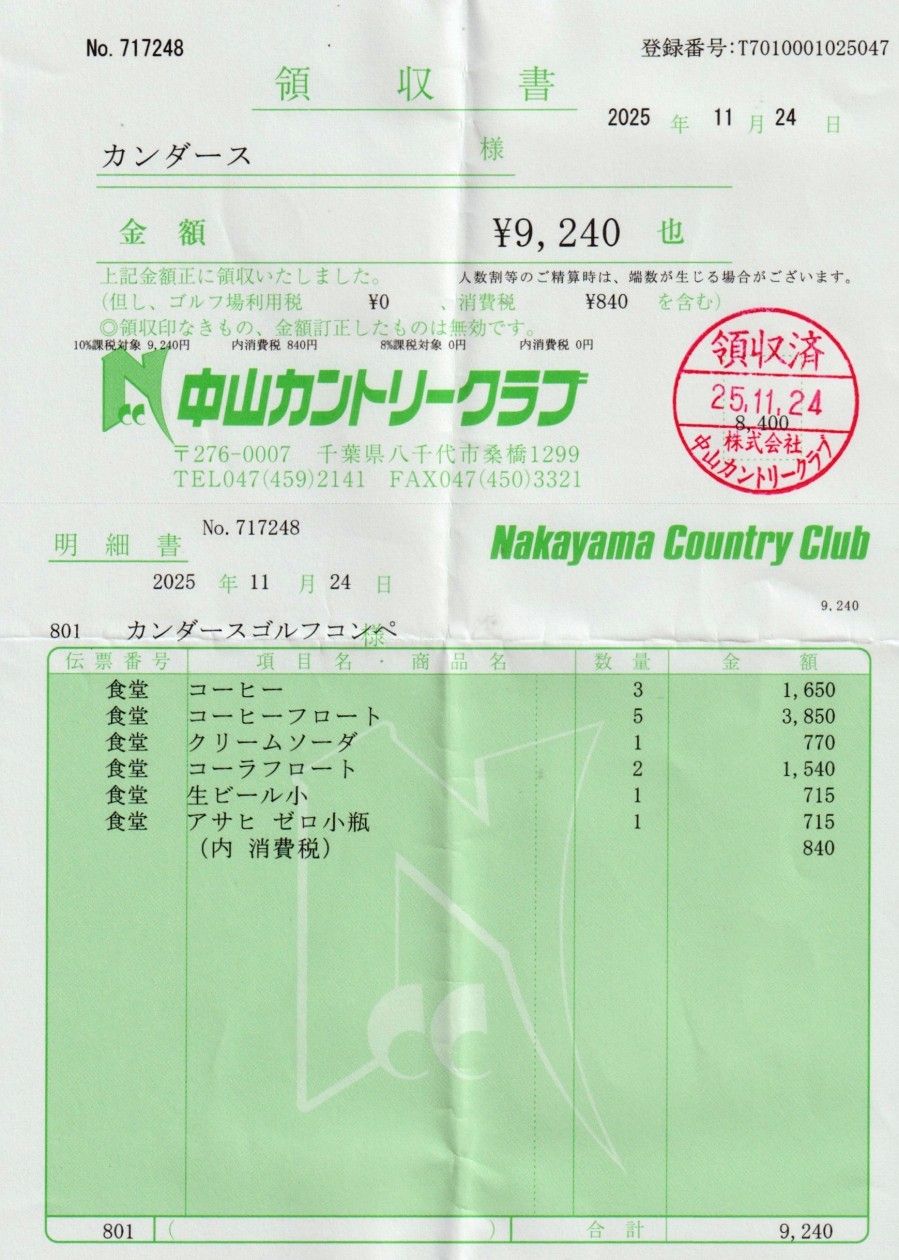 No. 717248
登録番号:T7010001025047
領 収 書
2025 年 11 月 24 日
カンダース 様
金 額 ¥9,240 也
上記金額正に領収いたしました。 人数割等のご精算時は、端数が生じる場合がございます。
(但し、ゴルフ場利用税 ¥0 、消費税 ¥840 を含む)
◎領収印なきもの、金額訂正したものは無効です。
10%課税対象 9,240円 内消費税 840円 8%課税対象 0円 内消費税 0円
領収済
25.11.24
8,400
株式会社
中山カントリークラブ
N CC 中山カントリークラブ
〒276-0007 千葉県八千代市桑橋1299
TEL047(459)2141 FAX047(450)3321
明 細 書 No. 717248
Nakayama Country Club
2025 年 11 月 24 日
9.240
801 カンダースゴルフコンペ 様
伝票番号 項目名・商品名 数量 金額
食堂 コーヒー 3 1,650
食堂 コーヒーフロート 5 3,850
食堂 クリームソーダ 1 770
食堂 コーラフロート 2 1,540
食堂 生ビール小 1 715
食堂 アサヒ ゼロ小瓶 1 715
(内 消費税) 840
801 ( ) 合 計 9,240